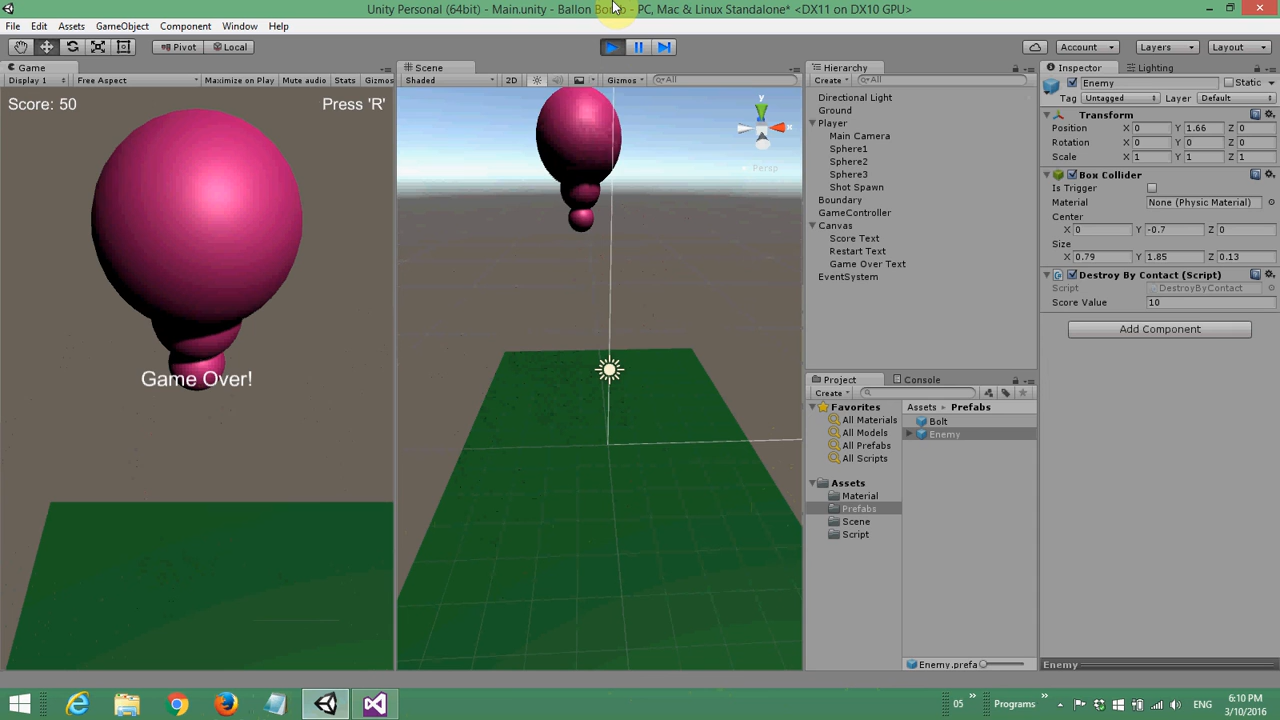 Unity Personal (64bit) - Main.unity - Ballon Bo - PC, Mac & Linux Standalone* <DX11 on DX10 GPU>
File Edit Assets GameObject Component Window Help
Pivot Local Account Layers Layout
Game
Display 1 Free Aspect Maximize on Play Mute audio Stats Gizmos
Score: 50 Press 'R'
Game Over!
Scene
Shaded 2D Gizmos All
y
x
Persp
Hierarchy
Create All
Directional Light
Ground
Player
Main Camera
Sphere1
Sphere2
Sphere3
Shot Spawn
Boundary
GameController
Canvas
Score Text
Restart Text
Game Over Text
EventSystem
Project Console
Create
Favorites
All Materials
All Models
All Prefabs
All Scripts
Assets
Material
Prefabs
Scene
Script
Assets Prefabs
Bolt
Enemy
Enemy.prefa
Inspector Lighting
Enemy Static
Tag Untagged Layer Default
Transform
Position X 0 Y 1.66 Z 0
Rotation X 0 Y 0 Z 0
Scale X 1 Y 1 Z 1
Box Collider
Is Trigger
Material None (Physic Material)
Center
X 0 Y -0.7 Z 0
Size
X 0.79 Y 1.85 Z 0.13
Destroy By Contact (Script)
Script DestroyByContact
Score Value 10
Add Component
Enemy
05 Programs ENG 6:10 PM
3/10/2016